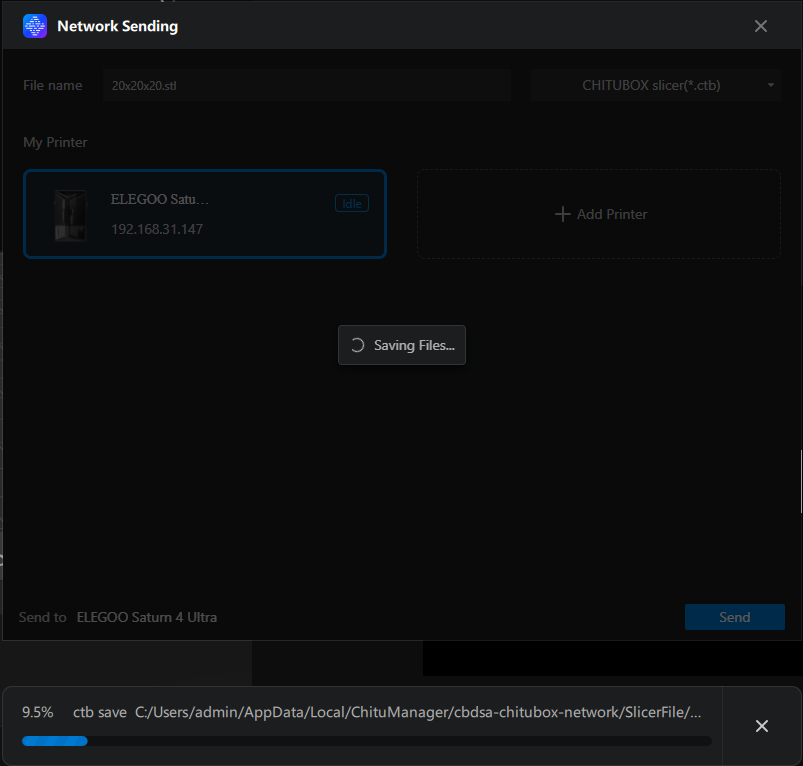 Network Sending
File name 20x20x20.stl CHITUBOX slicer(*.ctb)
My Printer
ELEGOO Satu... Idle
192.168.31.147
Add Printer
Saving Files...
Send to ELEGOO Saturn 4 Ultra Send
9.5% ctb save C:/Users/admin/AppData/Local/ChituManager/cbdsa-chitubox-network/SlicerFile/...